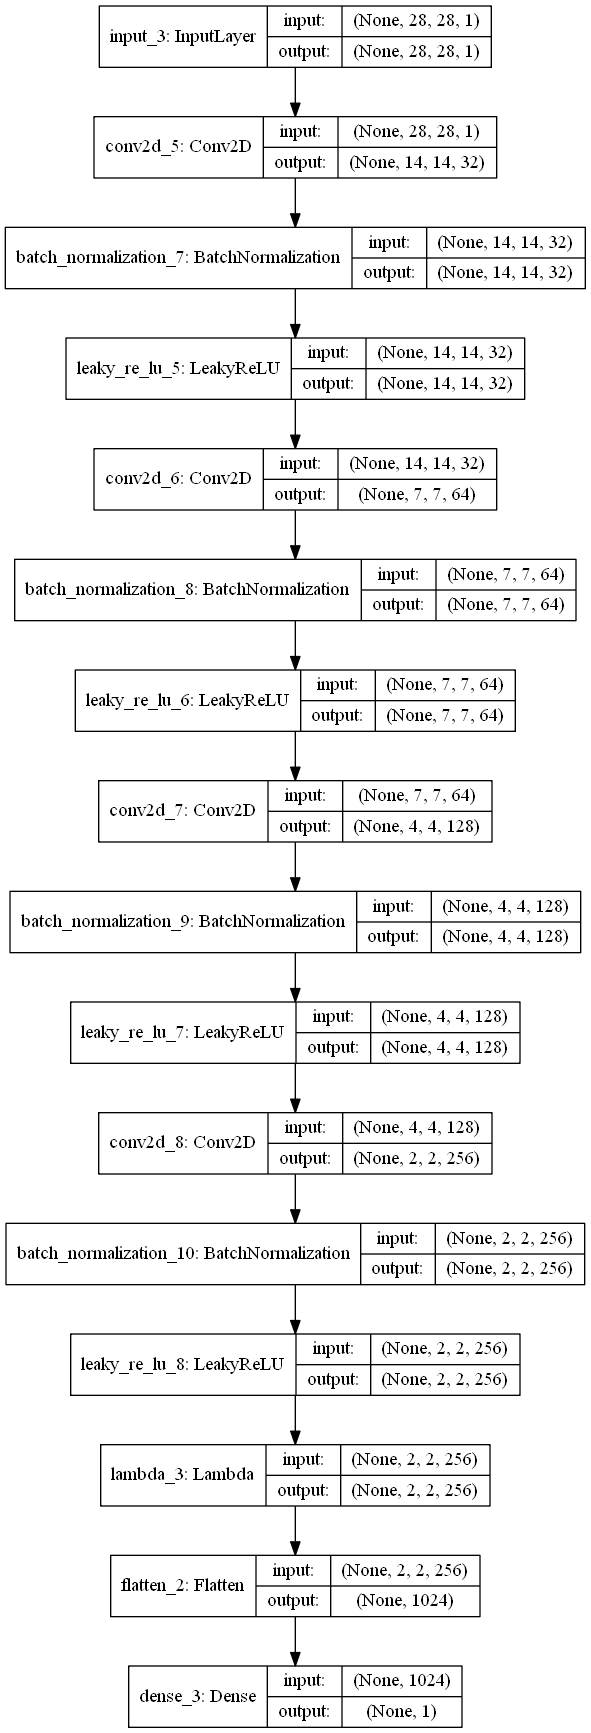 input_3: InputLayer
input:
(None, 28, 28, 1)
output:
(None, 28, 28, 1)
conv2d_5: Conv2D
input:
(None, 28, 28, 1)
output:
(None, 14, 14, 32)
batch_normalization_7: BatchNormalization
input:
(None, 14, 14, 32)
output:
(None, 14, 14, 32)
leaky_re_lu_5: LeakyReLU
input:
(None, 14, 14, 32)
output:
(None, 14, 14, 32)
conv2d_6: Conv2D
input:
(None, 14, 14, 32)
output:
(None, 7, 7, 64)
batch_normalization_8: BatchNormalization
input:
(None, 7, 7, 64)
output:
(None, 7, 7, 64)
leaky_re_lu_6: LeakyReLU
input:
(None, 7, 7, 64)
output:
(None, 7, 7, 64)
conv2d_7: Conv2D
input:
(None, 7, 7, 64)
output:
(None, 4, 4, 128)
batch_normalization_9: BatchNormalization
input:
(None, 4, 4, 128)
output:
(None, 4, 4, 128)
leaky_re_lu_7: LeakyReLU
input:
(None, 4, 4, 128)
output:
(None, 4, 4, 128)
conv2d_8: Conv2D
input:
(None, 4, 4, 128)
output:
(None, 2, 2, 256)
batch_normalization_10: BatchNormalization
input:
(None, 2, 2, 256)
output:
(None, 2, 2, 256)
leaky_re_lu_8: LeakyReLU
input:
(None, 2, 2, 256)
output:
(None, 2, 2, 256)
lambda_3: Lambda
input:
(None, 2, 2, 256)
output:
(None, 2, 2, 256)
flatten_2: Flatten
input:
(None, 2, 2, 256)
output:
(None, 1024)
dense_3: Dense
input:
(None, 1024)
output:
(None, 1)